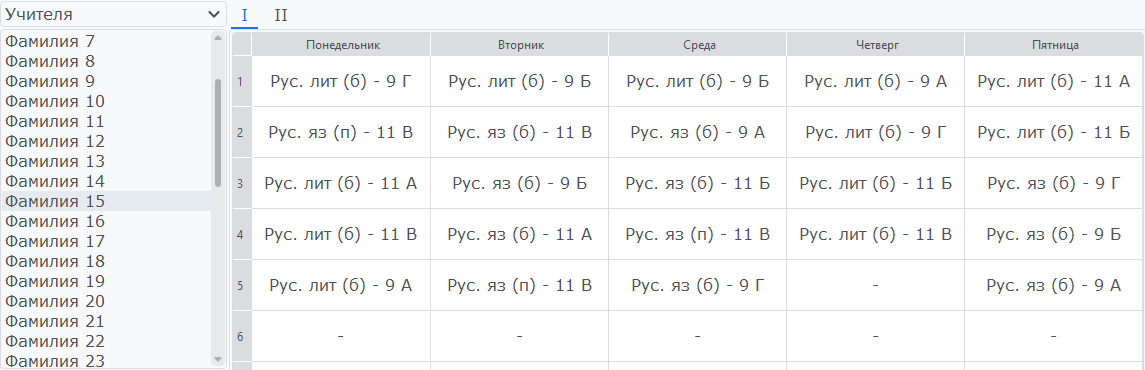 Учителя
I II
Фамилия 7
Фамилия 8
Фамилия 9
Фамилия 10
Фамилия 11
Фамилия 12
Фамилия 13
Фамилия 14
Фамилия 15
Фамилия 16
Фамилия 17
Фамилия 18
Фамилия 19
Фамилия 20
Фамилия 21
Фамилия 22
Фамилия 23
Понедельник Вторник Среда Четверг Пятница
1 Рус. лит (б) - 9 Г Рус. лит (б) - 9 Б Рус. лит (б) - 9 Б Рус. лит (б) - 9 А Рус. лит (б) - 11 А
2 Рус. яз (п) - 11 В Рус. яз (б) - 11 В Рус. яз (б) - 9 А Рус. лит (б) - 9 Г Рус. лит (б) - 11 Б
3 Рус. лит (б) - 11 А Рус. яз (б) - 9 Б Рус. яз (б) - 11 Б Рус. лит (б) - 11 Б Рус. яз (б) - 9 Г
4 Рус. лит (б) - 11 В Рус. яз (б) - 11 А Рус. яз (п) - 11 В Рус. лит (б) - 11 В Рус. яз (б) - 9 Б
5 Рус. лит (б) - 9 А Рус. яз (п) - 11 В Рус. яз (б) - 9 Г - Рус. яз (б) - 9 А
6 - - - - -